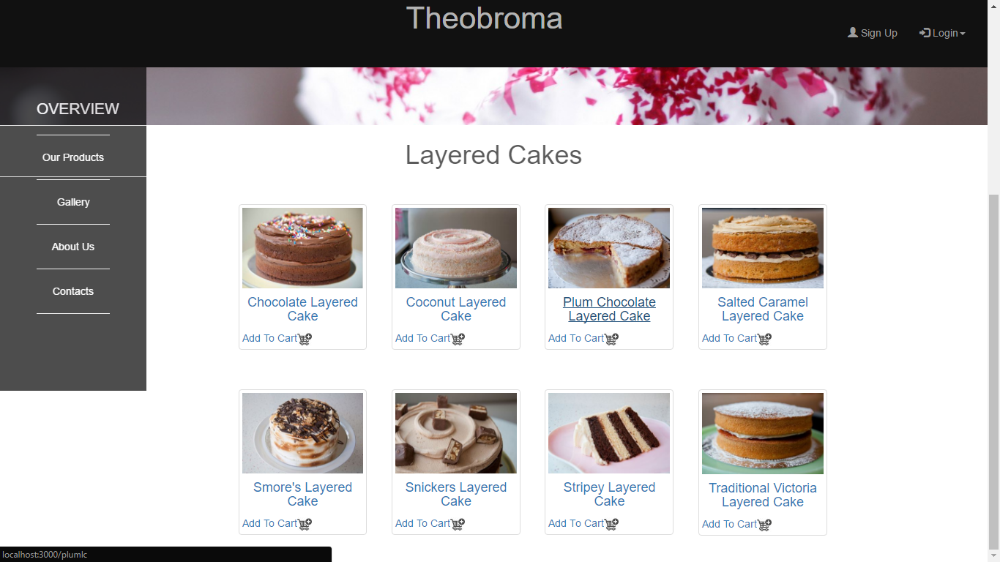 Theobroma
Sign Up
Login
OVERVIEW
Our Products
Gallery
About Us
Contacts
Layered Cakes
Chocolate Layered
Cake
Add To Cart
Coconut Layered
Cake
Add To Cart
Plum Chocolate
Layered Cake
Add To Cart
Salted Caramel
Layered Cake
Add To Cart
Smore's Layered
Cake
Add To Cart
Snickers Layered
Cake
Add To Cart
Stripey Layered
Cake
Add To Cart
Traditional Victoria
Layered Cake
Add To Cart
localhost:3000/plumlc